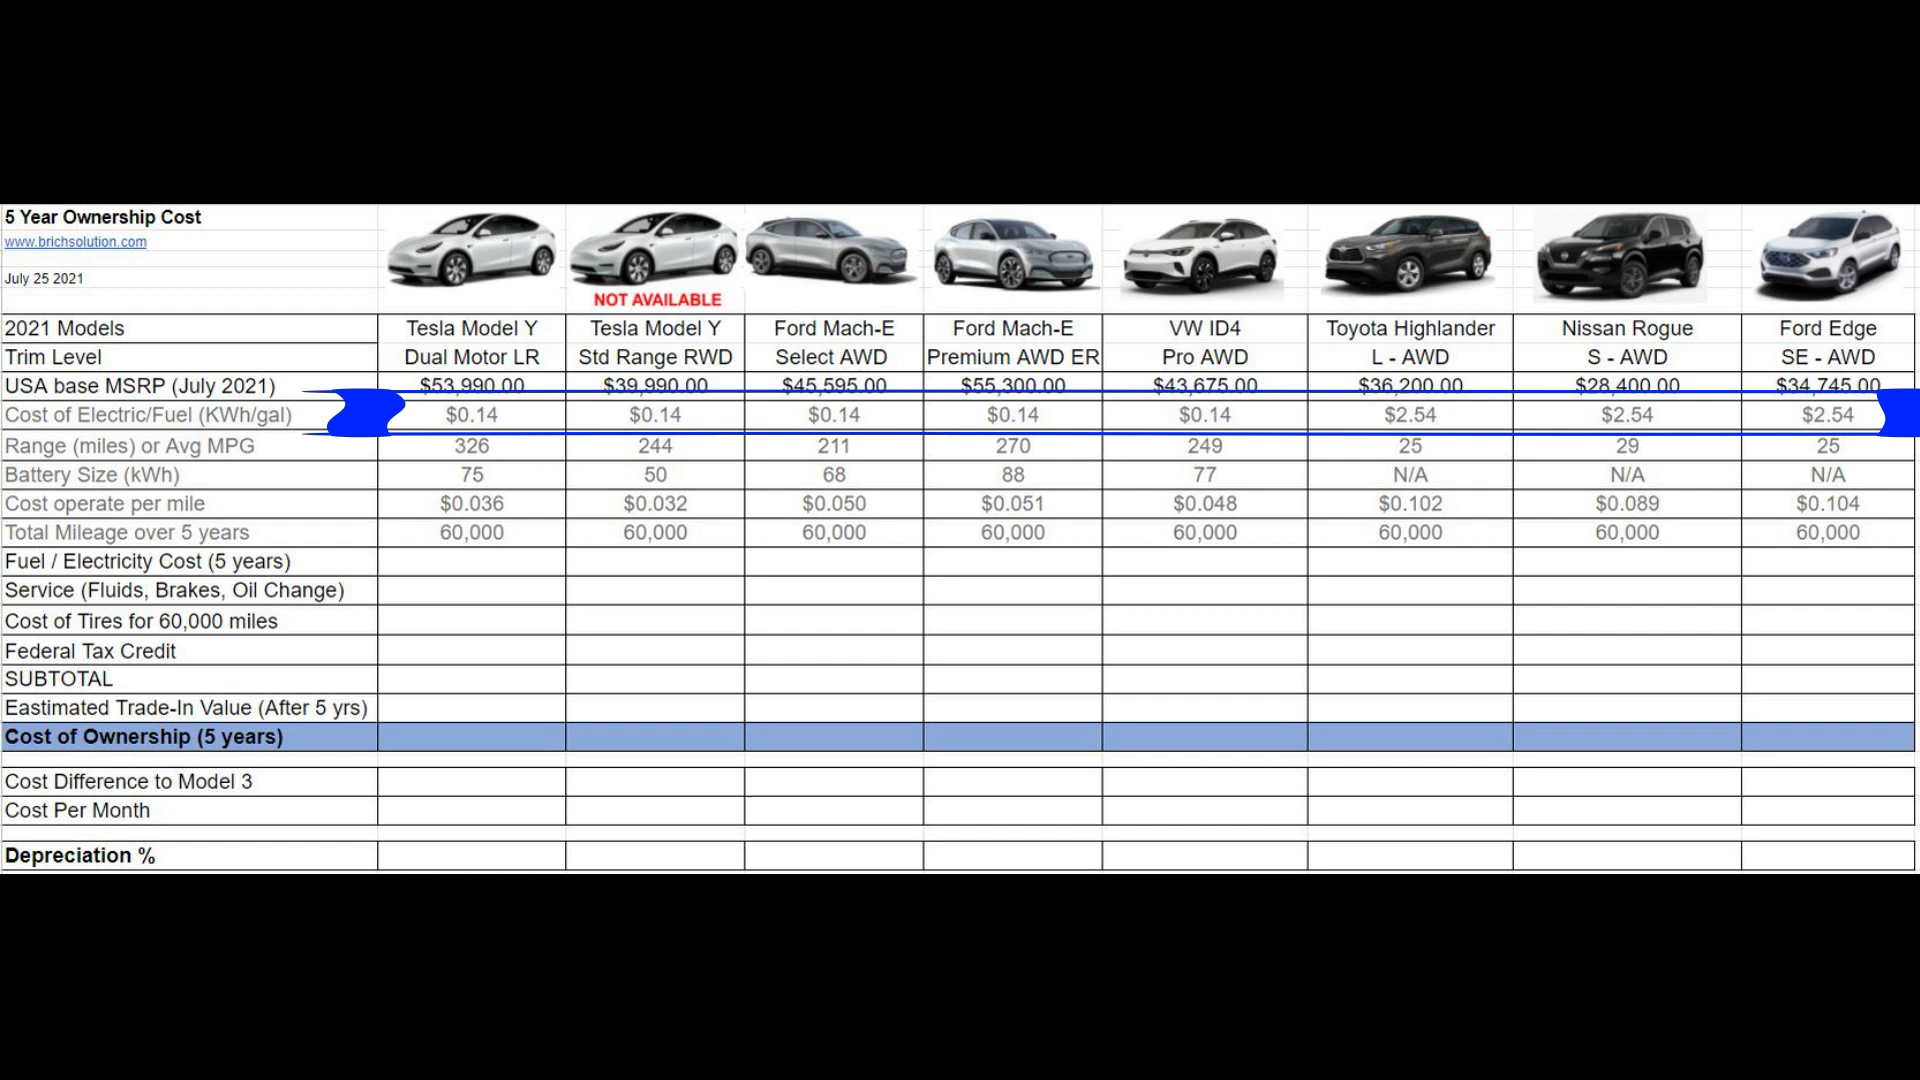 5 Year Ownership Cost
www.brichsolution.com
July 25 2021
NOT AVAILABLE
2021 Models Tesla Model Y Tesla Model Y Ford Mach-E Ford Mach-E VW ID4 Toyota Highlander Nissan Rogue Ford Edge
Trim Level Dual Motor LR Std Range RWD Select AWD Premium AWD ER Pro AWD L - AWD S - AWD SE - AWD
USA base MSRP (July 2021) $53,990.00 $39,990.00 $45,595.00 $55,300.00 $43,675.00 $36,200.00 $28,400.00 $34,745.00
Cost of Electric/Fuel (KWh/gal) $0.14 $0.14 $0.14 $0.14 $0.14 $2.54 $2.54 $2.54
Range (miles) or Avg MPG 326 244 211 270 249 25 29 25
Battery Size (kWh) 75 50 68 88 77 N/A N/A N/A
Cost operate per mile $0.036 $0.032 $0.050 $0.051 $0.048 $0.102 $0.089 $0.104
Total Mileage over 5 years 60,000 60,000 60,000 60,000 60,000 60,000 60,000 60,000
Fuel / Electricity Cost (5 years)
Service (Fluids, Brakes, Oil Change)
Cost of Tires for 60,000 miles
Federal Tax Credit
SUBTOTAL
Eastimated Trade-In Value (After 5 yrs)
Cost of Ownership (5 years)
Cost Difference to Model 3
Cost Per Month
Depreciation %